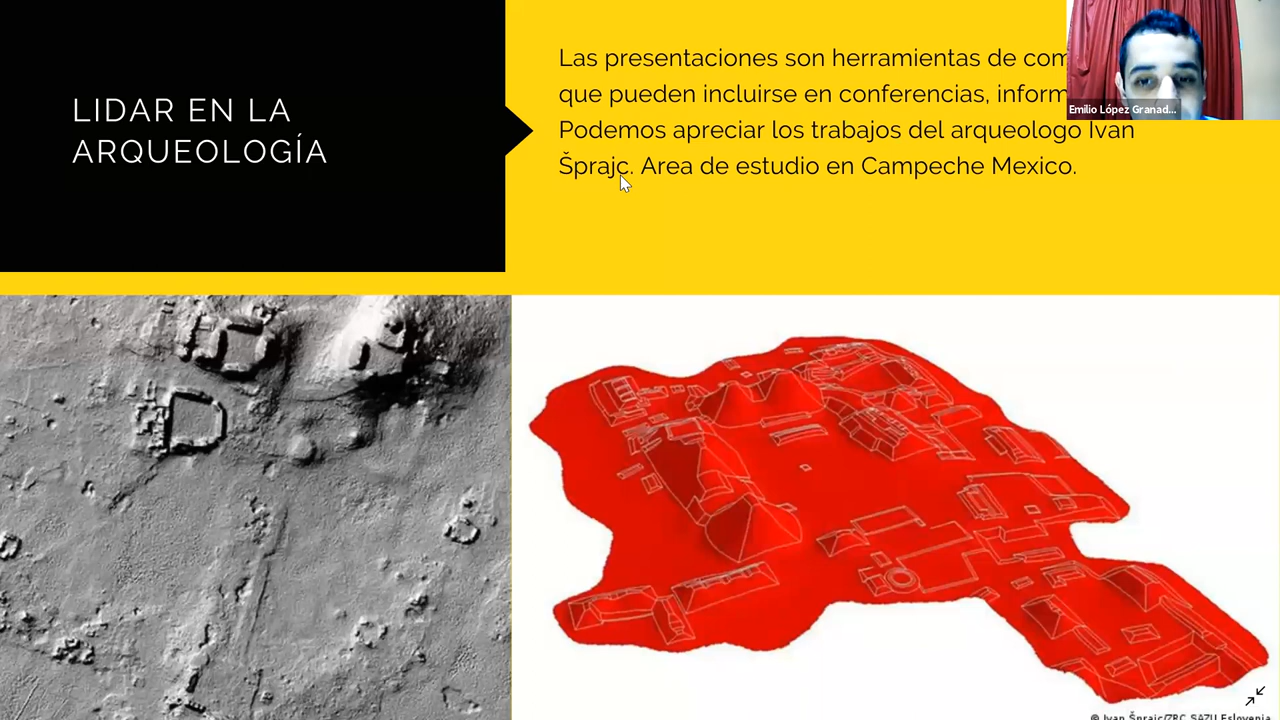 LIDAR EN LA
ARQUEOLOGÍA
Las presentaciones son herramientas de com
que pueden incluirse en conferencias, inform
Podemos apreciar los trabajos del arqueologo Ivan
Šprajc. Area de estudio en Campeche Mexico.
Emilio López Granad...
© Ivan Šprajc/ZRC SAZU Eslovenia